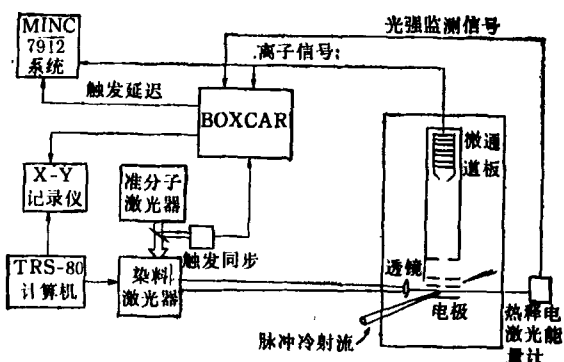 光强监测信号
MINC
7912
系统
离子信号:
触发延迟
BOXCAR
微通
道板
X-Y
记录仪
准分子
激光器
触发同步
TRS-80
计算机
染料
激光器
透镜
电极
热释电
激光能
量计
脉冲冷射流